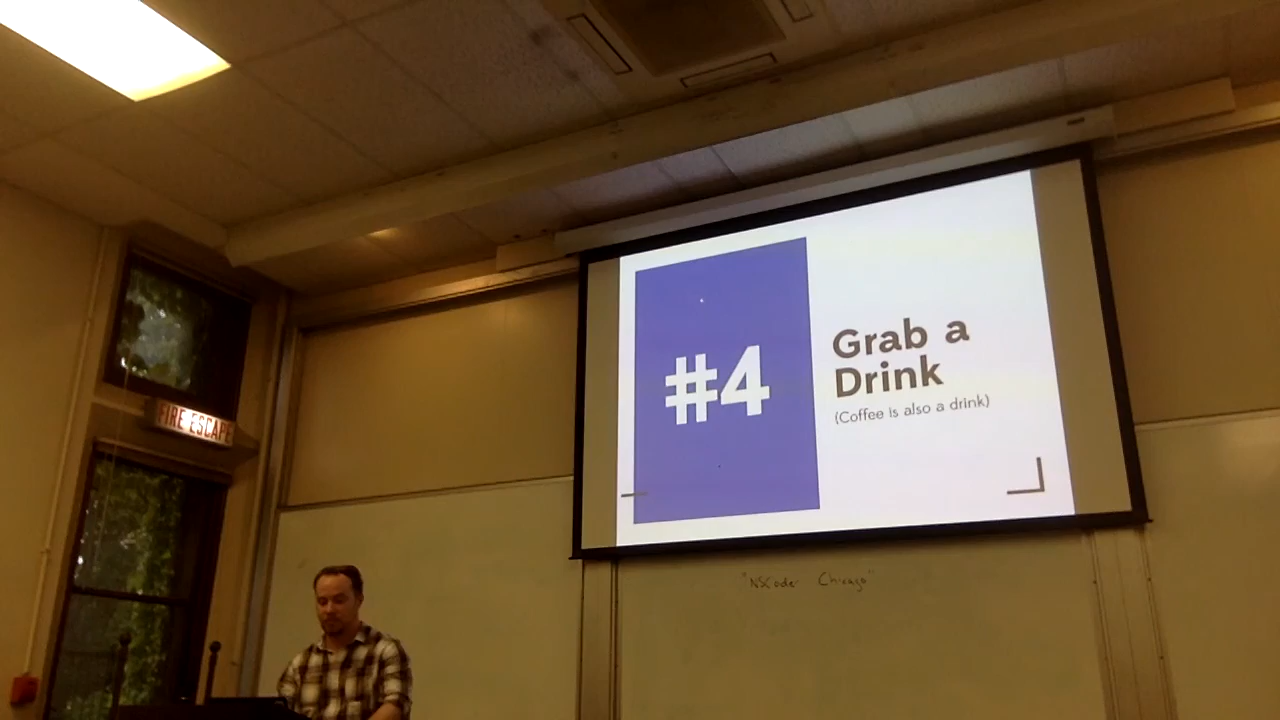 #4
Grab a
Drink
(Coffee is also a drink)
FIRE ESCAPE
"NSCoder Chicago"